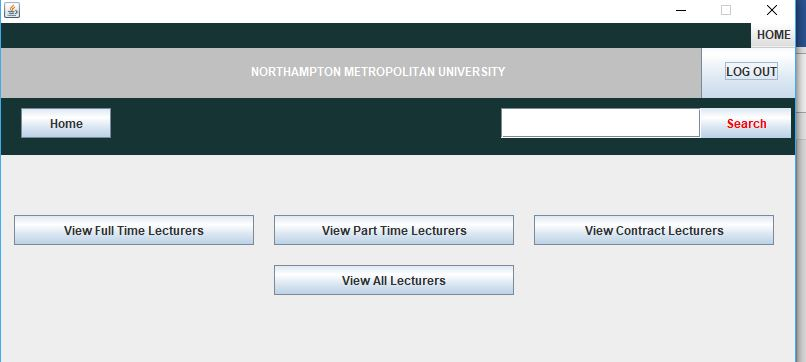 HOME
NORTHAMPTON METROPOLITAN UNIVERSITY
LOG OUT
Home
Search
View Full Time Lecturers
View Part Time Lecturers
View Contract Lecturers
View All Lecturers